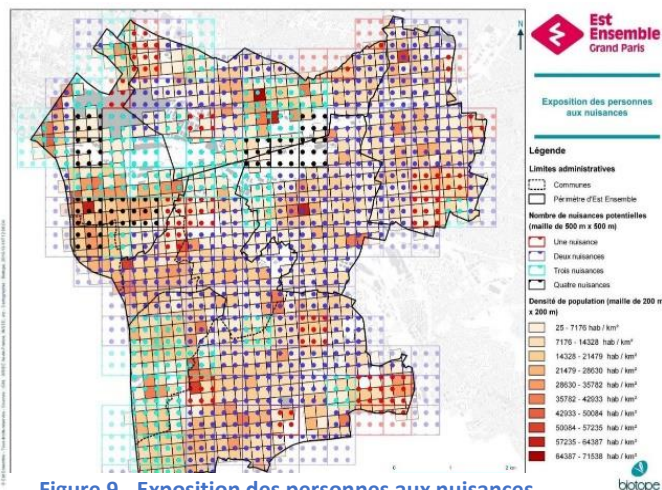 N
Est
Ensemble
Grand Paris
Exposition des personnes
aux nuisances
Légende
Limites administratives
Communes
Périmètre d'Est Ensemble
Nombre de nuisances potentielles
(maille de 500 m x 500 m)
Une nuisance
Deux nuisances
Trois nuisances
Quatre nuisances
Densité de population (maille de 200 m
x 200 m)
25 - 7176 hab / km²
7176 - 14328 hab / km²
14328 - 21479 hab / km²
21479 - 28630 hab / km²
28630 - 35782 hab / km²
35782 - 42933 hab / km²
42933 - 50084 hab / km²
50084 - 57235 hab / km²
57235 - 64387 hab / km²
64387 - 71538 hab / km²
0 1 2 km
biotope
Figure 9 - Exposition des personnes aux nuisances